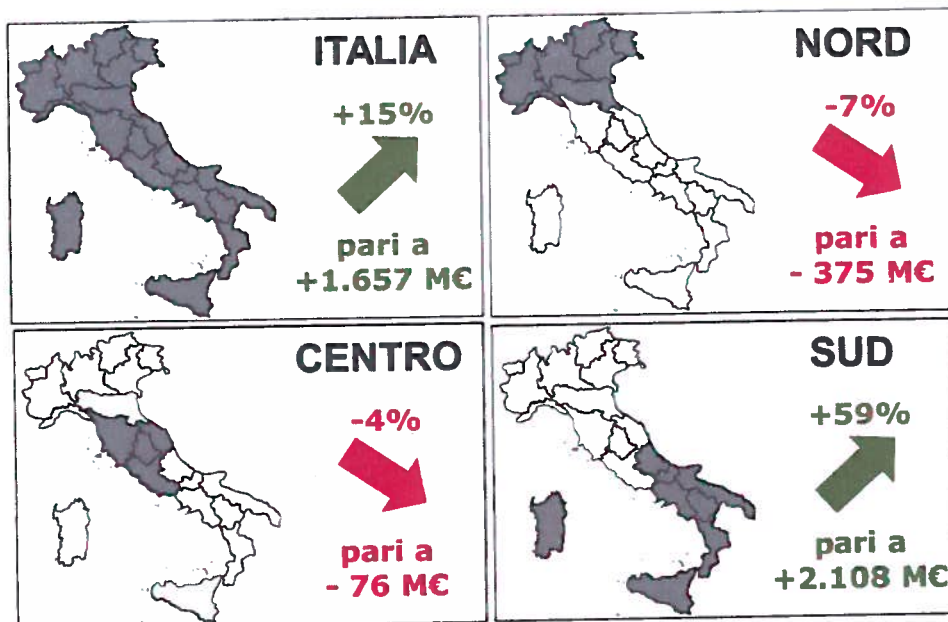 ITALIA
+15%
pari a
+1.657 M€
NORD
-7%
pari a
- 375 M€
CENTRO
-4%
pari a
- 76 M€
SUD
+59%
pari a
+2.108 M€